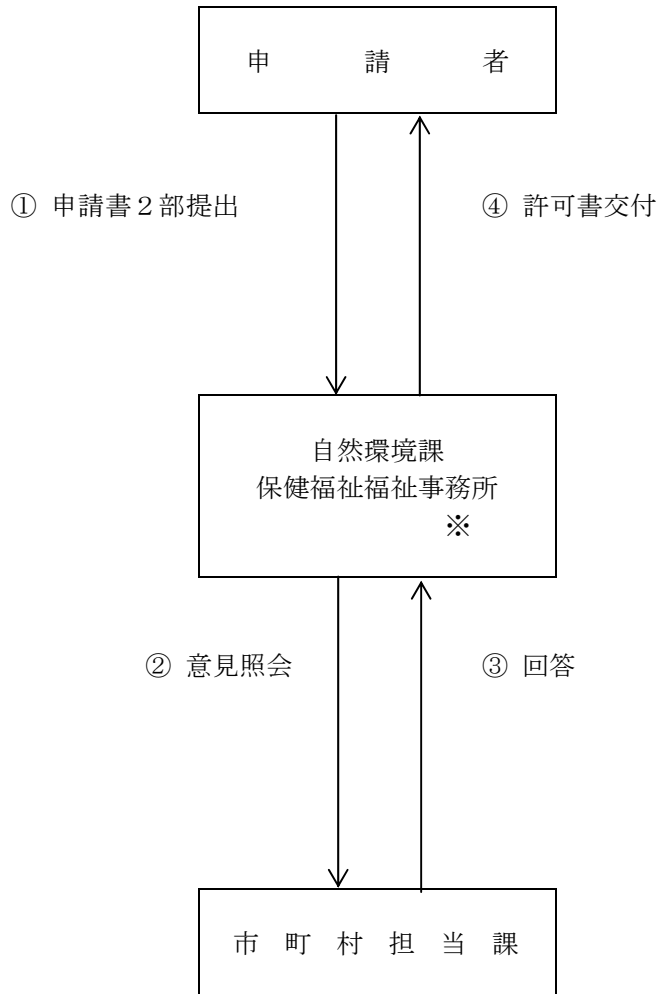 申　請　者
① 申請書２部提出
④ 許可書交付
自然環境課
保健福祉福祉事務所
※
② 意見照会
③ 回答
市 町 村 担 当 課